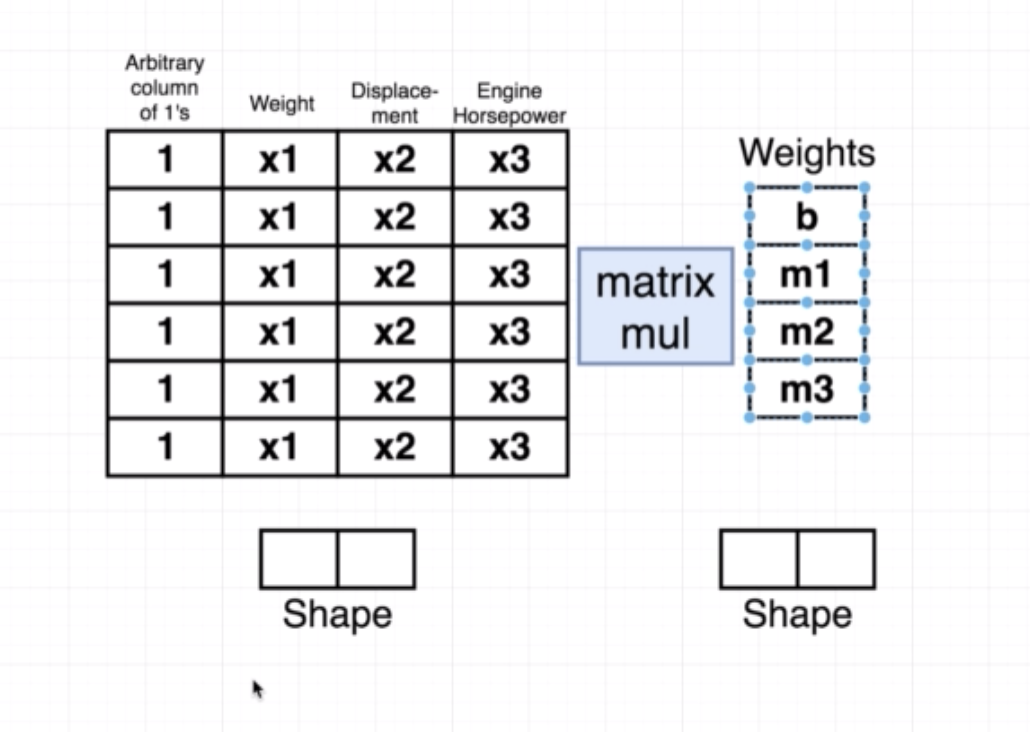 Arbitrary
column
of 1's
Weight
Displace-
ment
Engine
Horsepower
1 x1 x2 x3
1 x1 x2 x3
1 x1 x2 x3
1 x1 x2 x3
1 x1 x2 x3
1 x1 x2 x3
matrix
mul
Weights
b
m1
m2
m3
Shape
Shape